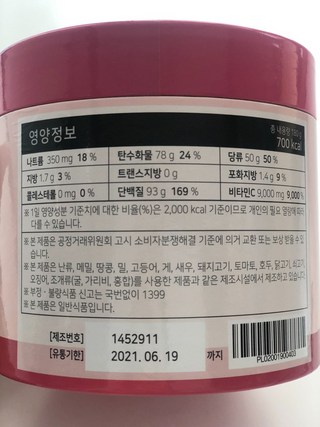 영양정보
총 내용량
700 kcal
나트륨 350 mg 18 % 탄수화물 78 g 24 % 당류 50 g 50 %
지방 1.7 g 3 % 트랜스지방 0 g 포화지방 1.4 g 9 %
콜레스테롤 0 mg 0 % 단백질 93 g 169 % 비타민C 9,000 mg 9,000 %
※ 1일 영양성분 기준치에 대한 비율(%)은 2,000 kcal 기준이므로 개인의 필요 열량에 따라
다를 수 있습니다.
※ 본 제품은 공정거래위원회 고시 소비자분쟁해결 기준에 의거 교환 또는 보상 받을 수 있
습니다.
※ 본 제품은 난류, 메밀, 땅콩, 밀, 고등어, 게, 새우, 돼지고기, 토마토, 호두, 닭고기, 쇠고기,
오징어, 조개류(굴, 가리비, 홍합)를 사용한 제품과 같은 제조시설에서 제조하고 있습니다.
※ 부정·불량식품 신고는 국번없이 1399
※ 본 제품은 일반식품입니다.
[제조번호] 1452911
[유통기한] 2021. 06. 19 까지
PL02001900403